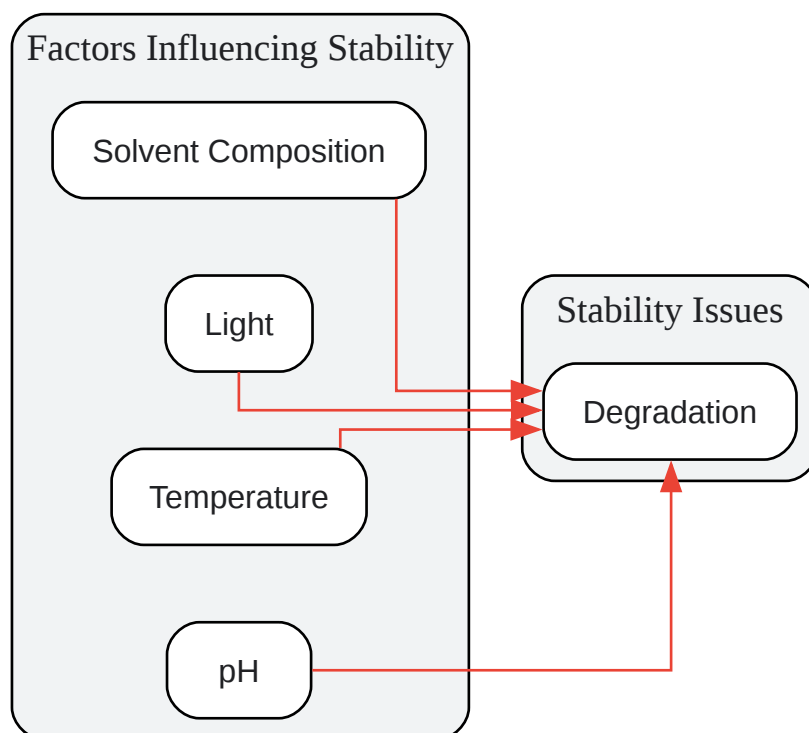 Factors Influencing Stability
Solvent Composition
Light
Temperature
pH
Stability Issues
Degradation